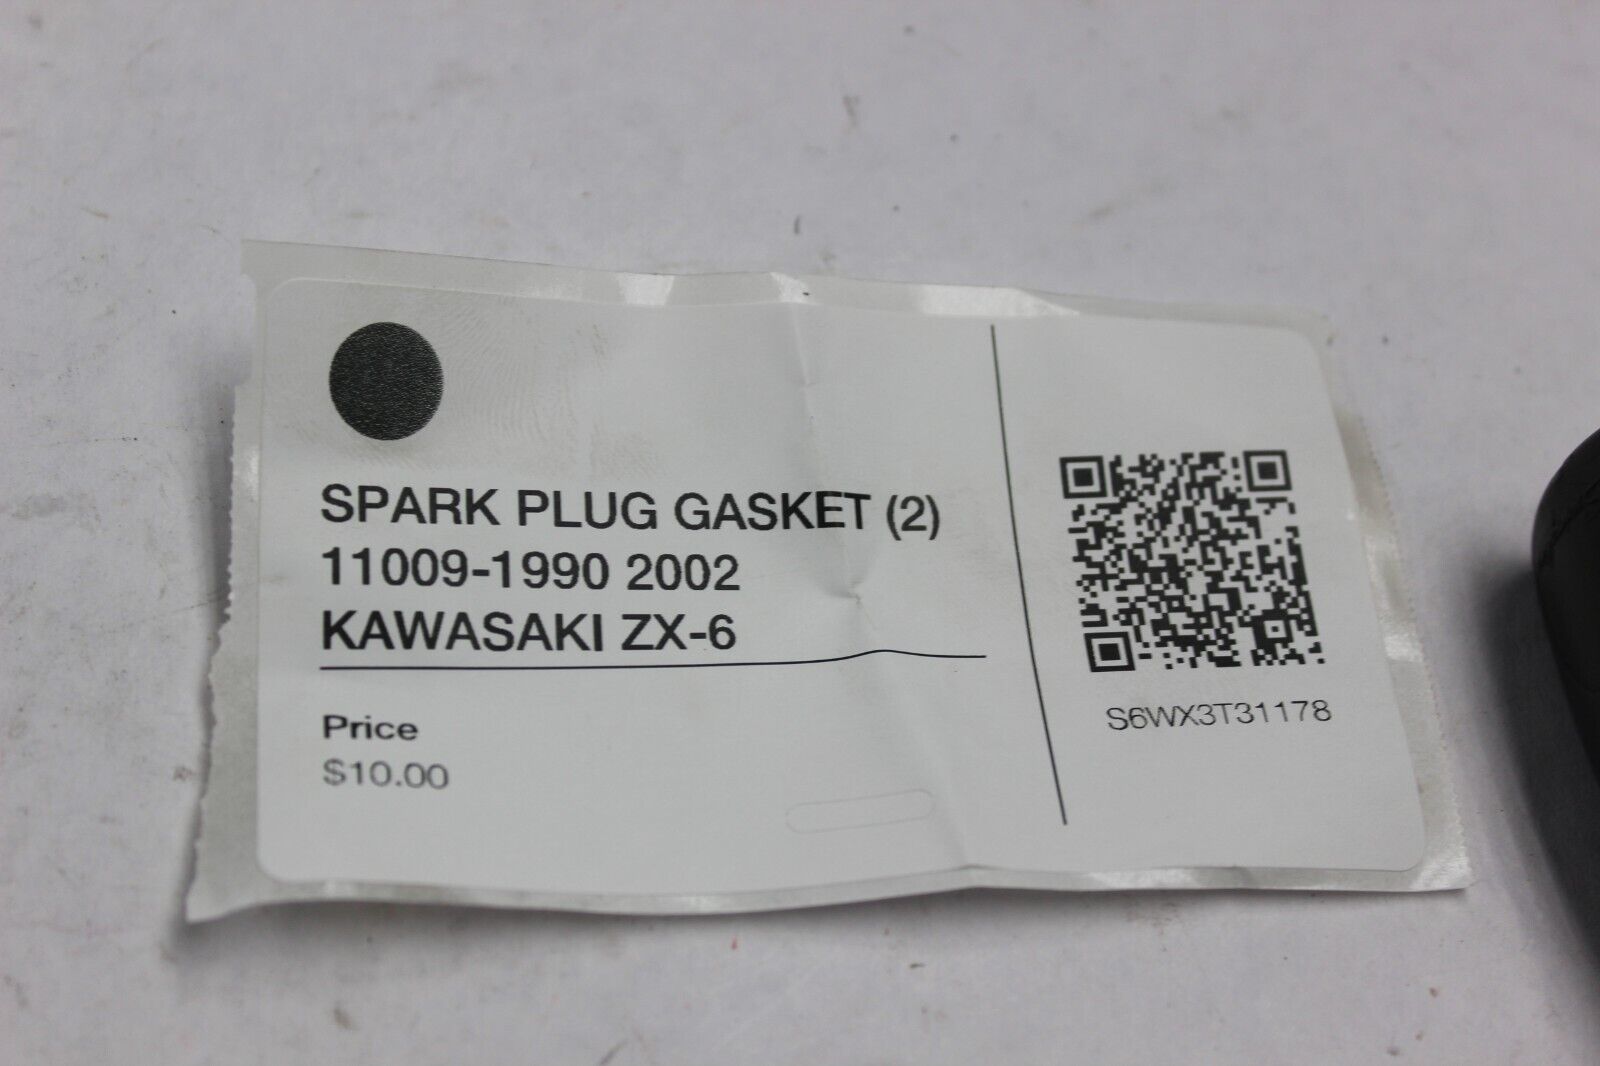 SPARK PLUG GASKET (2)
11009-1990 2002
KAWASAKI ZX-6
Price
$10.00
S6WX3T31178